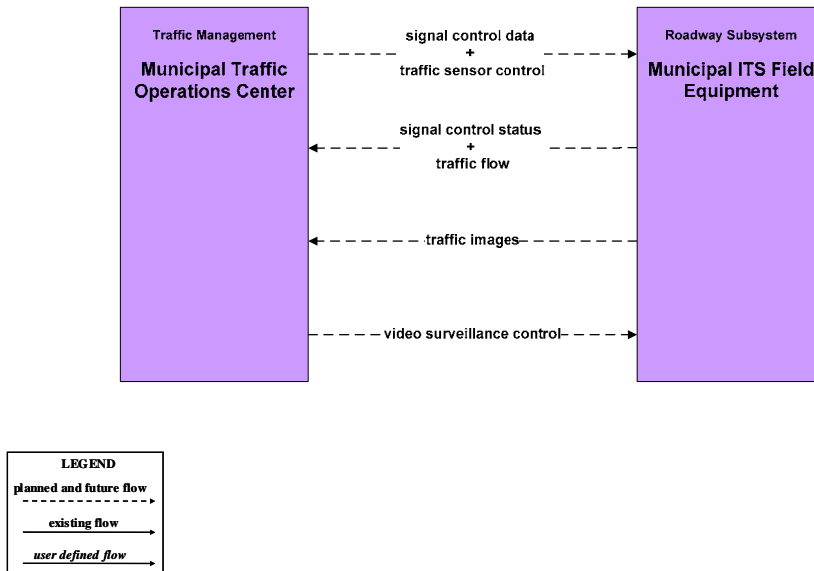 Traffic Management
Municipal Traffic
Operations Center
signal control data
+
traffic sensor control
Roadway Subsystem
Municipal ITS Field
Equipment
signal control status
+
traffic flow
traffic images
video surveillance control
LEGEND
planned and future flow
existing flow
user defined flow